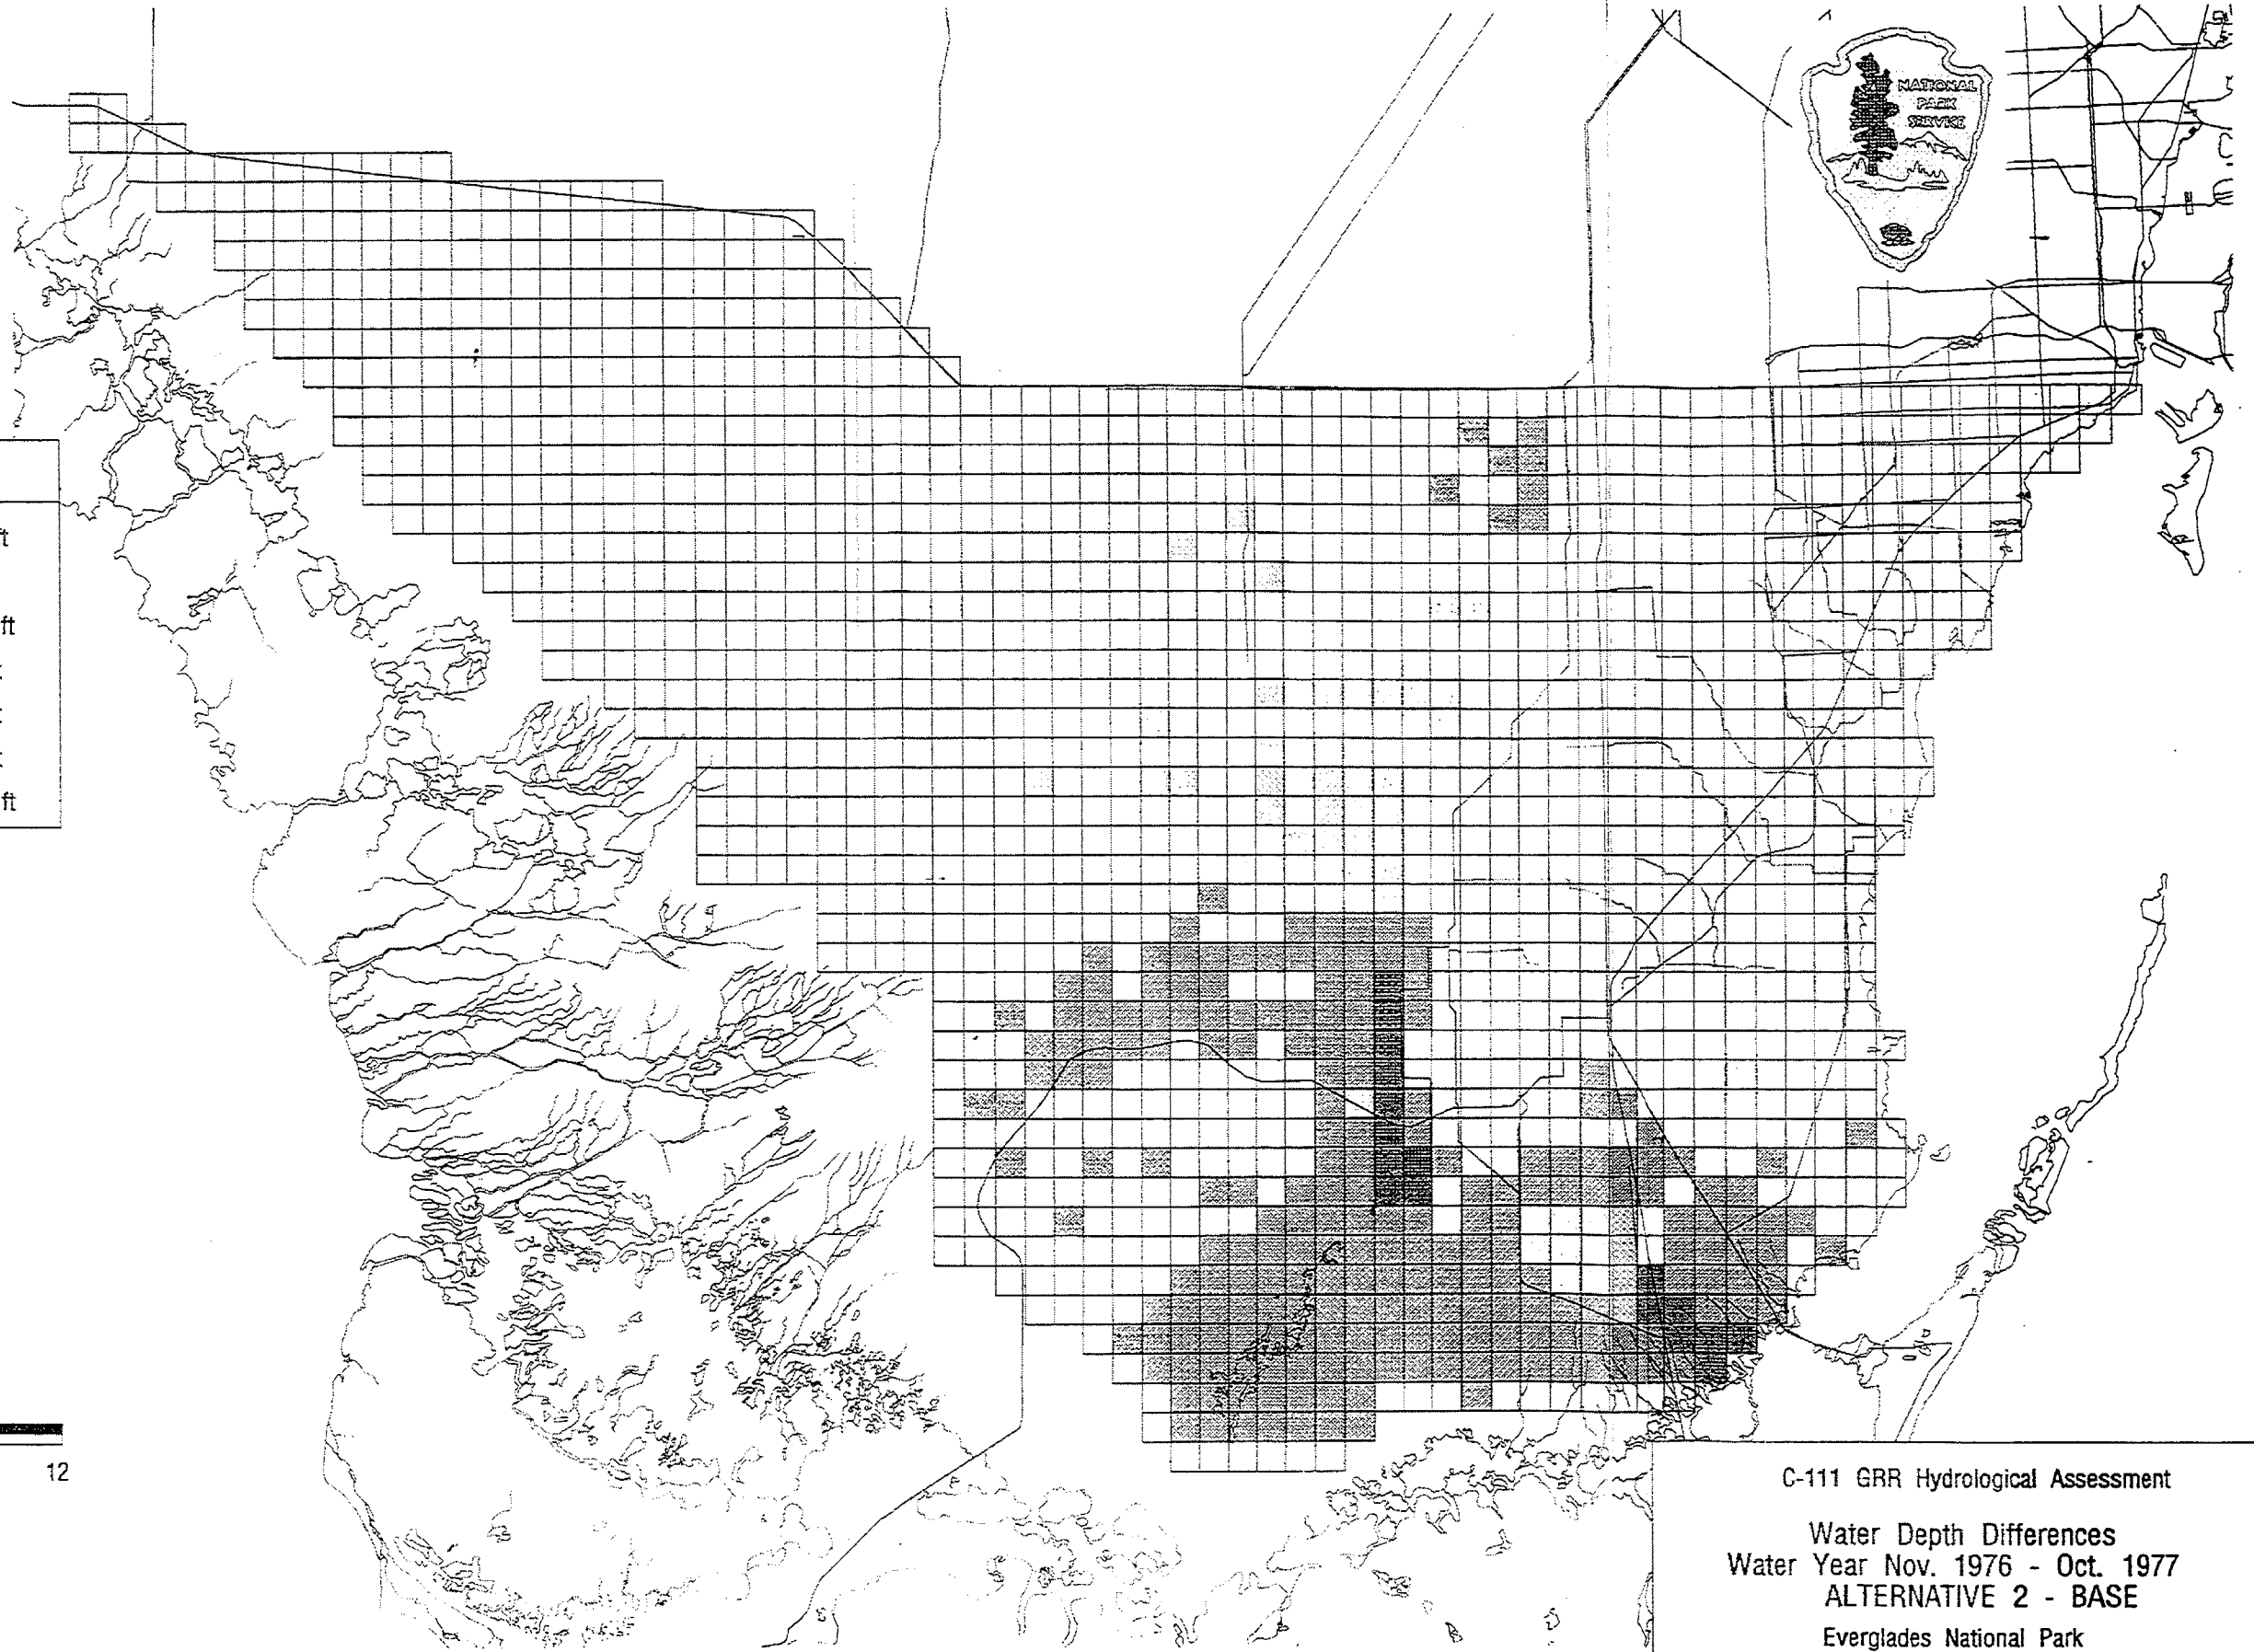 NATIONAL
PARK
SERVICE
ft
ft
ft
12
C-111 GRR Hydrological Assessment
Water Depth Differences
Water Year Nov. 1976 - Oct. 1977
ALTERNATIVE 2 - BASE
Everglades National Park